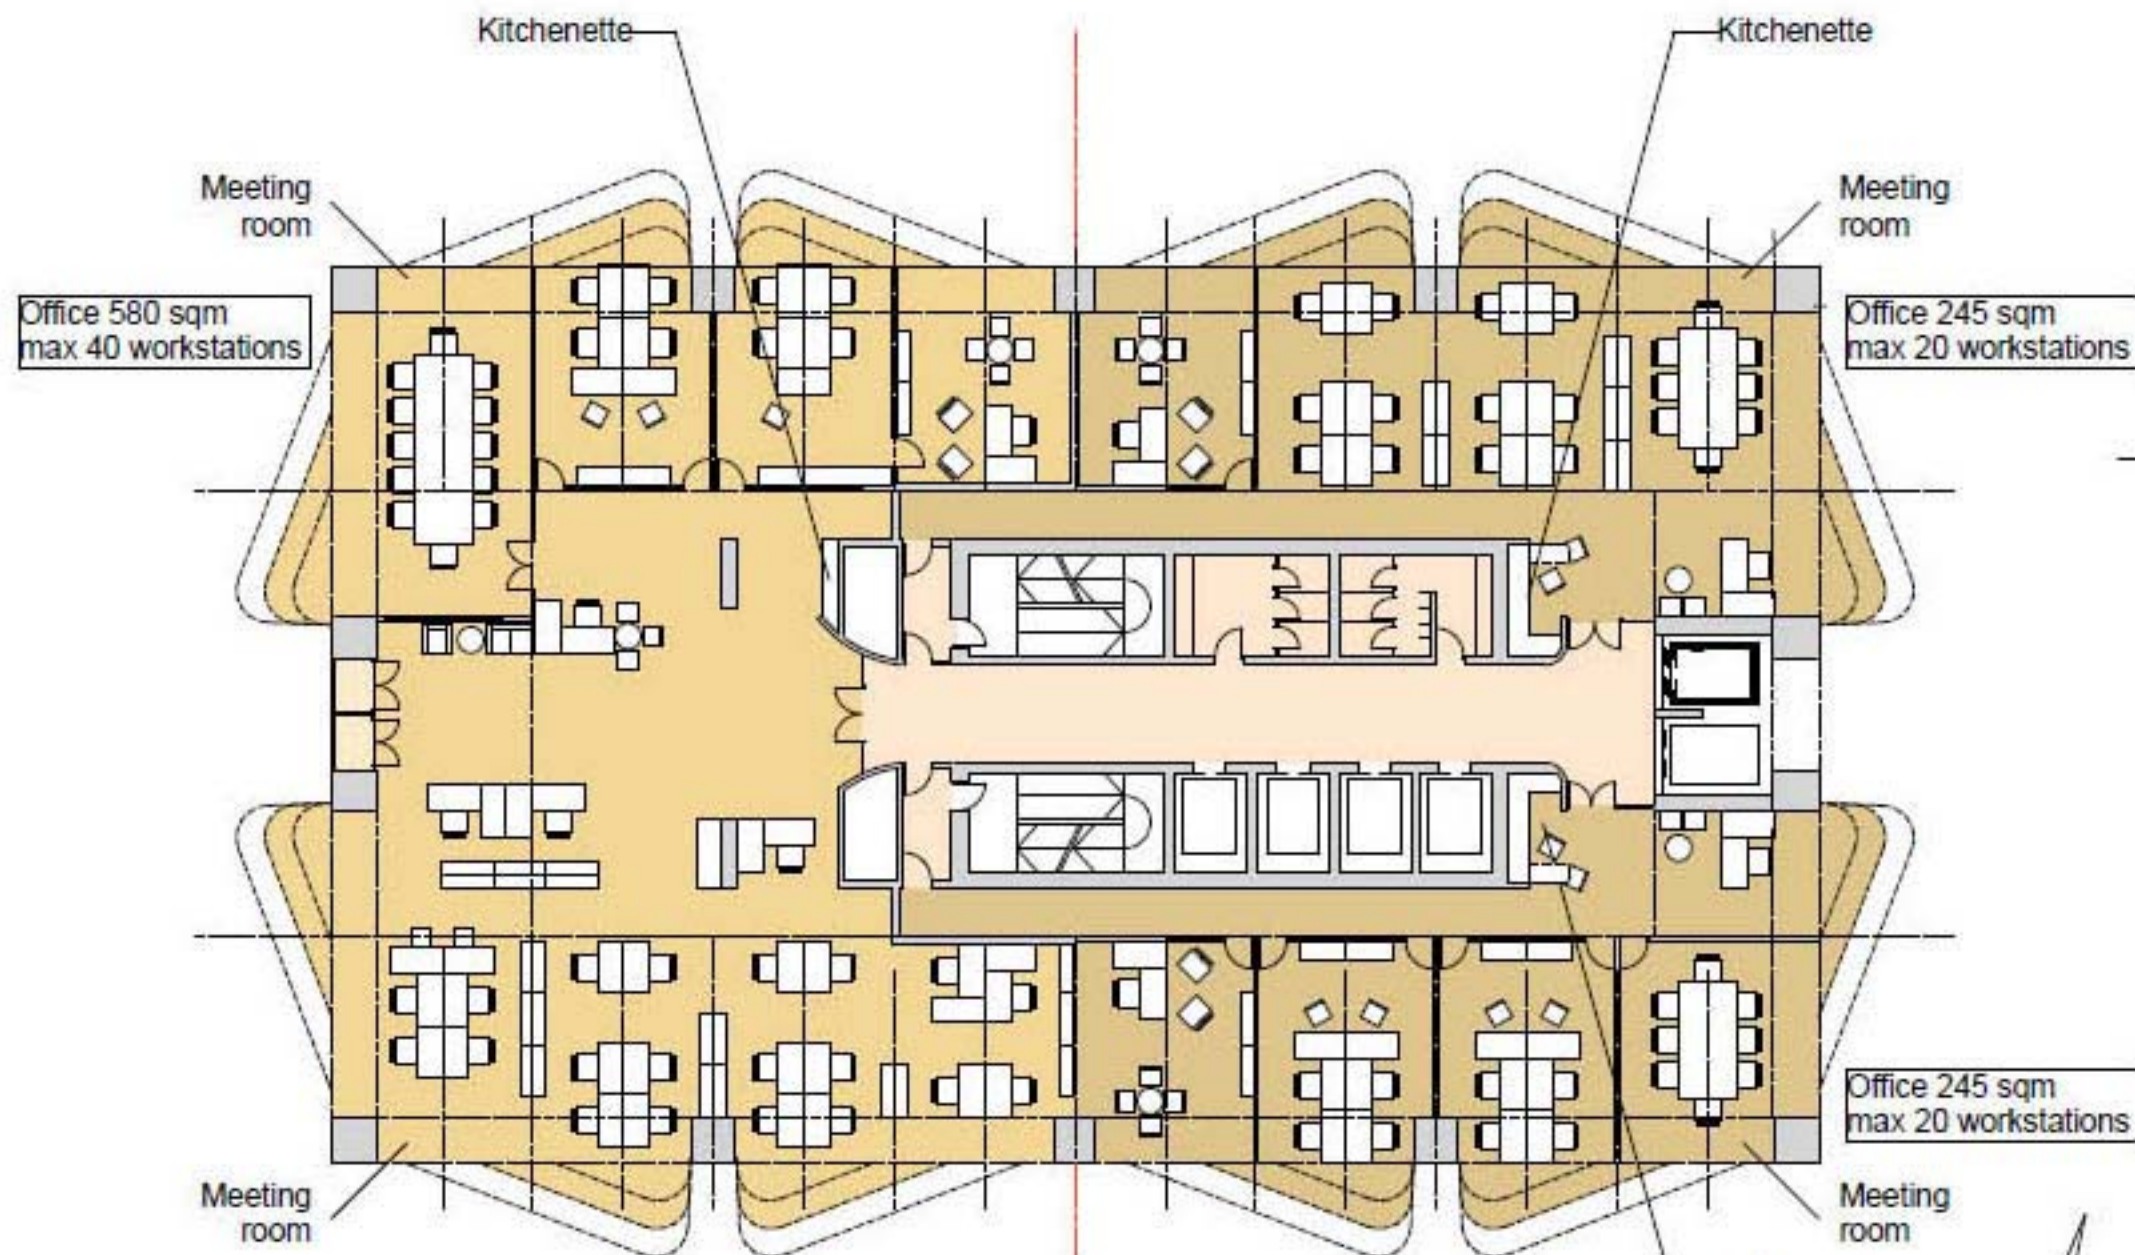 Kitchenette
Kitchenette
Meeting
room
Meeting
room
Office 580 sqm
max 40 workstations
Office 245 sqm
max 20 workstations
Office 245 sqm
max 20 workstations
Meeting
room
Meeting
room